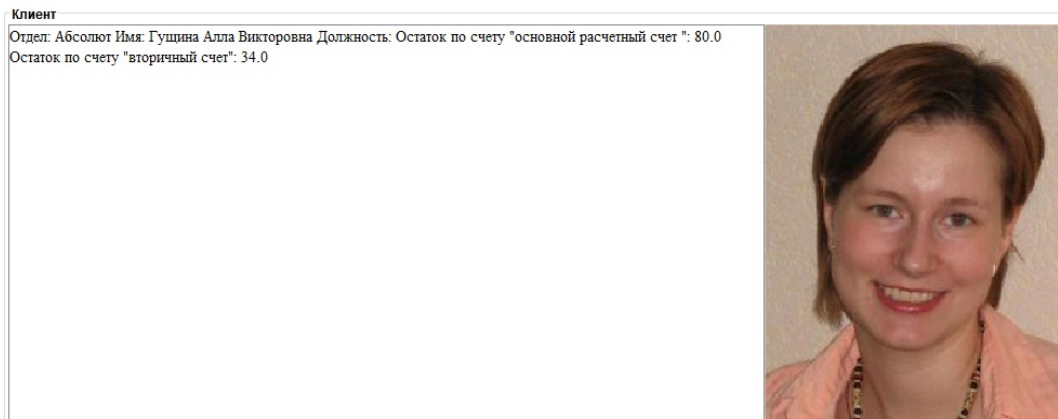 Клиент
Отдел: Абсолют Имя: Гущина Алла Викторовна Должность: Остаток по счету "основной расчетный счет ": 80.0
Остаток по счету "вторичный счет": 34.0